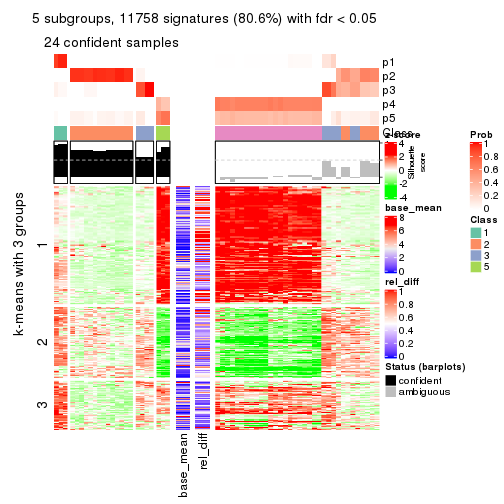 5 subgroups, 11758 signatures (80.6%) with fdr < 0.05
24 confident samples
p1
p2
p3
p4
p5
Class
z-score
4
2
0
-2
-4
Silhouette
score
Prob
1
0.8
0.6
0.4
0.2
0
base_mean
8
6
4
2
0
Class
1
2
3
5
rel_diff
1
0.8
0.6
0.4
0.2
0
Status (barplots)
confident
ambiguous
k-means with 3 groups
1
2
3
base_mean
rel_diff